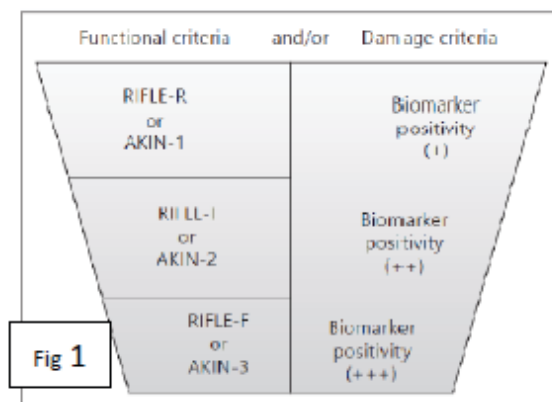 Functional criteria and/or Damage criteria
RIFLE-R
or
AKIN-1
Biomarker
positivity
(+)
RIFLE-I
or
AKIN-2
Biomarker
positivity
(++)
RIFLE-F
or
AKIN-3
Biomarker
positivity
(+++)
Fig 1